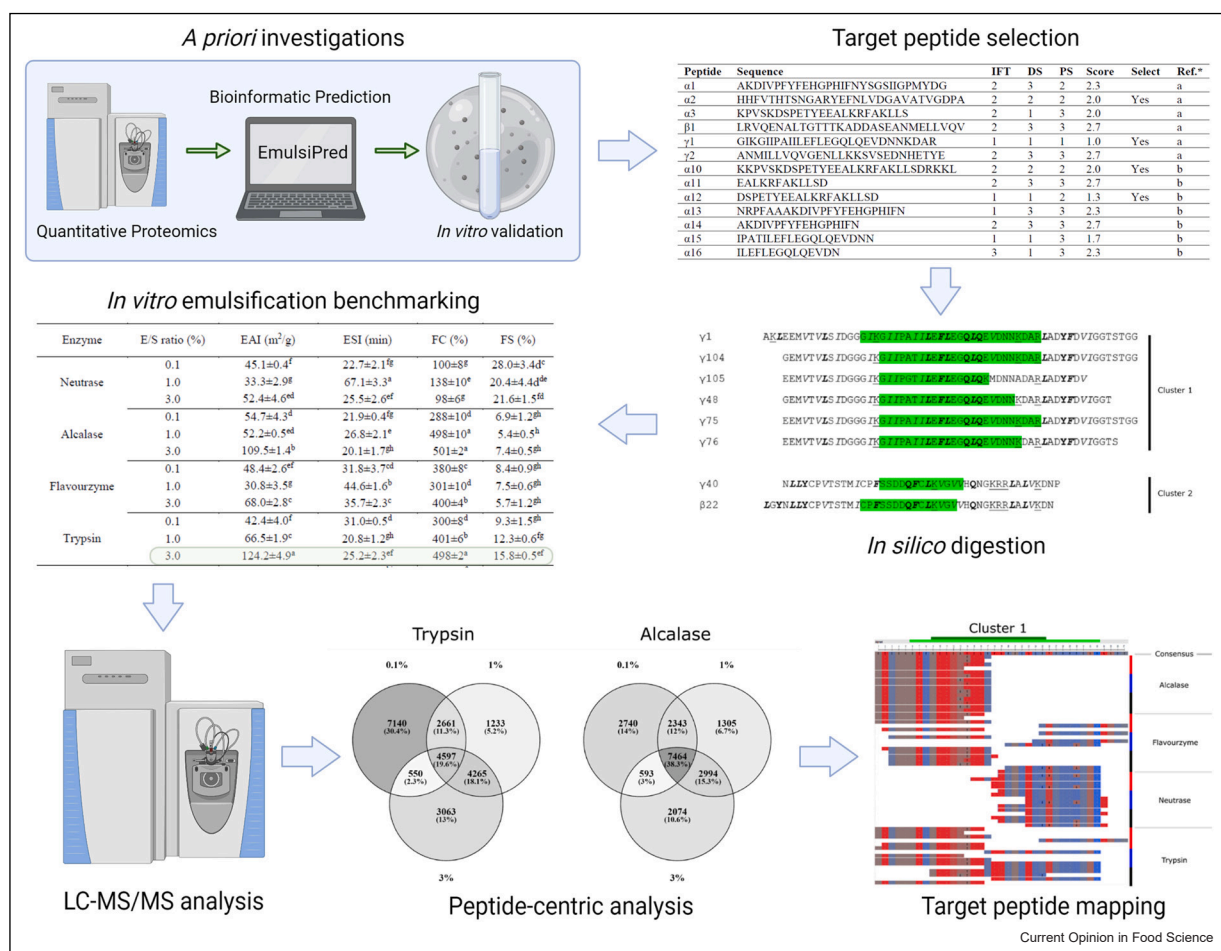 A priori investigations
Bioinformatic Prediction
EmulsiPred
Quantitative Proteomics
In vitro validation
Target peptide selection
Peptide Sequence IFT DS PS Score Select Ref.*
α1 AKDIVPFYFEHGPHIFNYSGSIIGPMYDG 2 3 2 2.3 a
α2 HHFVTHTSNGARYEFNLVDGAVATVGDPA 2 2 2 2.0 Yes a
α3 KPVSKDSPETYEEALKRFAKLLS 2 1 3 2.0 a
β1 LRVQENALTGTTTKADDASEANMELLVQV 2 3 3 2.7 a
γ1 GIKGIIPAIILEFLEGQLQEVDNNKDAR 1 1 1 1.0 Yes a
γ2 ANMILLVQVGENLLKKSVSEDNHETYE 2 3 3 2.7 a
α10 KKPVSKDSPETYEEALKRFAKLLSDRKKL 2 2 2 2.0 Yes b
α11 EALKRFAKLLSD 2 3 3 2.7 b
α12 DSPETYEEALKRFAKLLSD 1 1 2 1.3 Yes b
α13 NRPFAAAKDIVPFYFEHGPHIFN 1 3 3 2.3 b
α14 AKDIVPFYFEHGPHIFN 2 3 3 2.7 b
α15 IPATILEFLEGQLQEVDNN 1 1 3 1.7 b
α16 ILEFLEGQLQEVDN 3 1 3 2.3 b
γ1 AKLEEMVTVLSIDGGGIKGIIPATILEFLEGQLQEVDNNKDARLADYFDVIGGTSTGG
γ104 GEMVTVLSIDGGGIKGIIPATILEFLEGQLQEVDNNKDARLADYFDVIGGTSTGG
γ105 EEMVTVLSIDGGGIKGIIPGTILEFLEGQLQKMDNNADARLADYFDV
γ48 EEMVTVLSIDGGGIKGIIPATILEFLEGQLQEVDNNKDARLADYFDVIGGT
γ75 EEMVTVLSIDGGGIKGIIPATILEFLEGQLQEVDNNKDARLADYFDVIGGTSTGG
γ76 EEMVTVLSIDGGGIKGIIPAIILEFLEGQLQEVDNNKDARLADYFDVIGGTS
Cluster 1
γ40 NLLYCPVTSTMICPFSSDDQFCLKVGVVHQNGKRRLALVKDNP
β22 LGYNLLYCPVTSTMICPFSSDDQFCLKVGVVHQNGKRRLALVKDN
Cluster 2
In silico digestion
In vitro emulsification benchmarking
Enzyme E/S ratio (%) EAI (m²/g) ESI (min) FC (%) FS (%)
0.1 45.1±0.4f 22.7±2.1fg 100±8g 28.0±3.4dc
Neutrase 1.0 33.3±2.9g 67.1±3.3a 138±10e 20.4±4.4dde
3.0 52.4±4.6ed 25.5±2.6ef 98±6g 21.6±1.5fd
0.1 54.7±4.3d 21.9±0.4fg 288±10d 6.9±1.2gh
Alcalase 1.0 52.2±0.5ed 26.8±2.1e 498±10a 5.4±0.5h
3.0 109.5±1.4b 20.1±1.7gh 501±2a 7.4±0.5gh
0.1 48.4±2.6ef 31.8±3.7cd 380±8c 8.4±0.9gh
Flavourzyme 1.0 30.8±3.5g 44.6±1.6b 301±10d 7.5±0.6gh
3.0 68.0±2.8c 35.7±2.3c 400±4b 5.7±1.2gh
0.1 42.4±4.0f 31.0±0.5d 300±8d 9.3±1.5gh
Trypsin 1.0 66.5±1.9c 20.8±1.2gh 401±6b 12.3±0.6fg
3.0 124.2±4.9a 25.2±2.3ef 498±2a 15.8±0.5ef
LC-MS/MS analysis
Trypsin
0.1% 1%
7140 (30.4%) 2661 (11.3%) 1233 (5.2%)
4597 (19.6%)
550 (2.3%) 4265 (18.1%)
3063 (13%)
3%
Alcalase
0.1% 1%
2740 (14%) 2343 (12%) 1305 (6.7%)
7464 (38.3%)
593 (3%) 2994 (15.3%)
2074 (10.6%)
3%
Peptide-centric analysis
Cluster 1
Consensus
Alcalase
Flavourzyme
Neutrase
Trypsin
Target peptide mapping
Current Opinion in Food Science